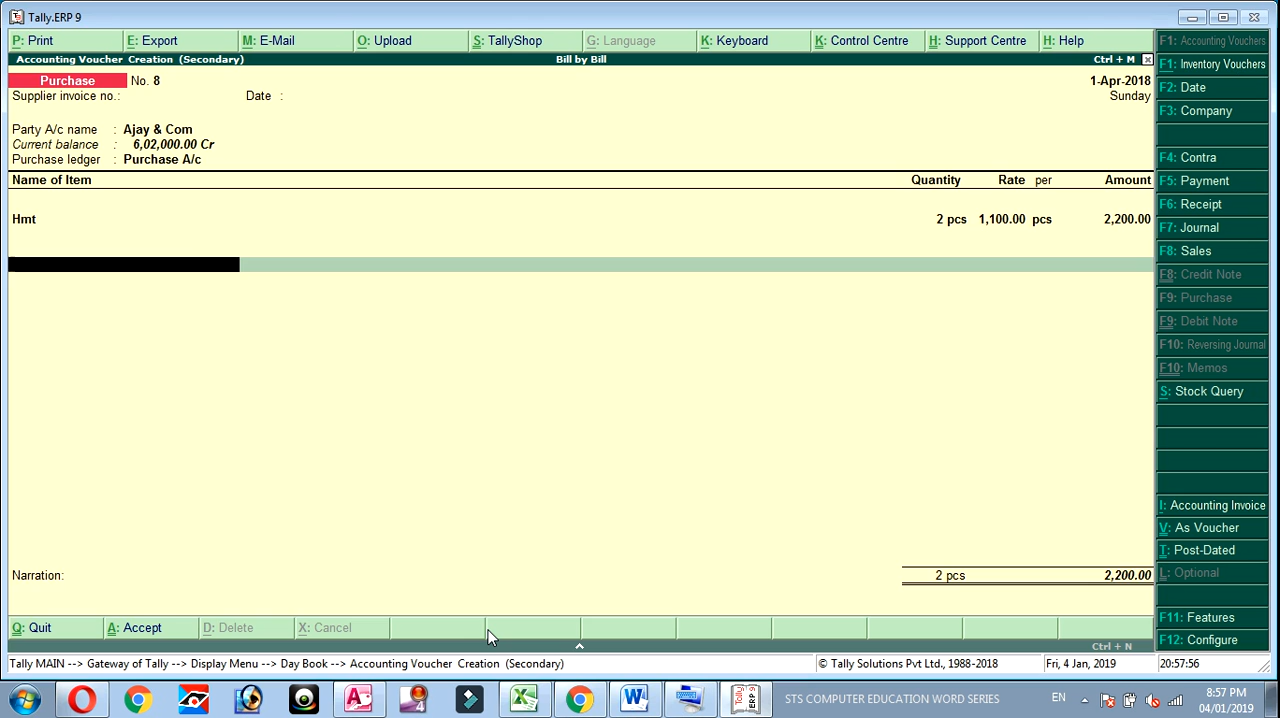 Tally.ERP 9
P: Print E: Export M: E-Mail O: Upload S: TallyShop G: Language K: Keyboard K: Control Centre H: Support Centre H: Help
F1: Accounting Vouchers
Accounting Voucher Creation (Secondary) Bill by Bill Ctrl + M
F1: Inventory Vouchers
Purchase No. 8 1-Apr-2018
F2: Date
Supplier invoice no.: Date : Sunday
F3: Company
Party A/c name : Ajay & Com
Current balance : 6,02,000.00 Cr
Purchase ledger : Purchase A/c
F4: Contra
Name of Item Quantity Rate per Amount
F5: Payment
F6: Receipt
Hmt 2 pcs 1,100.00 pcs 2,200.00
F7: Journal
F8: Sales
F8: Credit Note
F9: Purchase
F9: Debit Note
F10: Reversing Journal
F10: Memos
S: Stock Query
I: Accounting Invoice
V: As Voucher
T: Post-Dated
L: Optional
Narration: 2 pcs 2,200.00
F11: Features
Q: Quit A: Accept D: Delete X: Cancel
F12: Configure
Ctrl + N
Tally MAIN --> Gateway of Tally --> Display Menu --> Day Book --> Accounting Voucher Creation (Secondary) © Tally Solutions Pvt Ltd., 1988-2018 Fri, 4 Jan, 2019 20:57:56
STS COMPUTER EDUCATION WORD SERIES EN 8:57 PM
04/01/2019